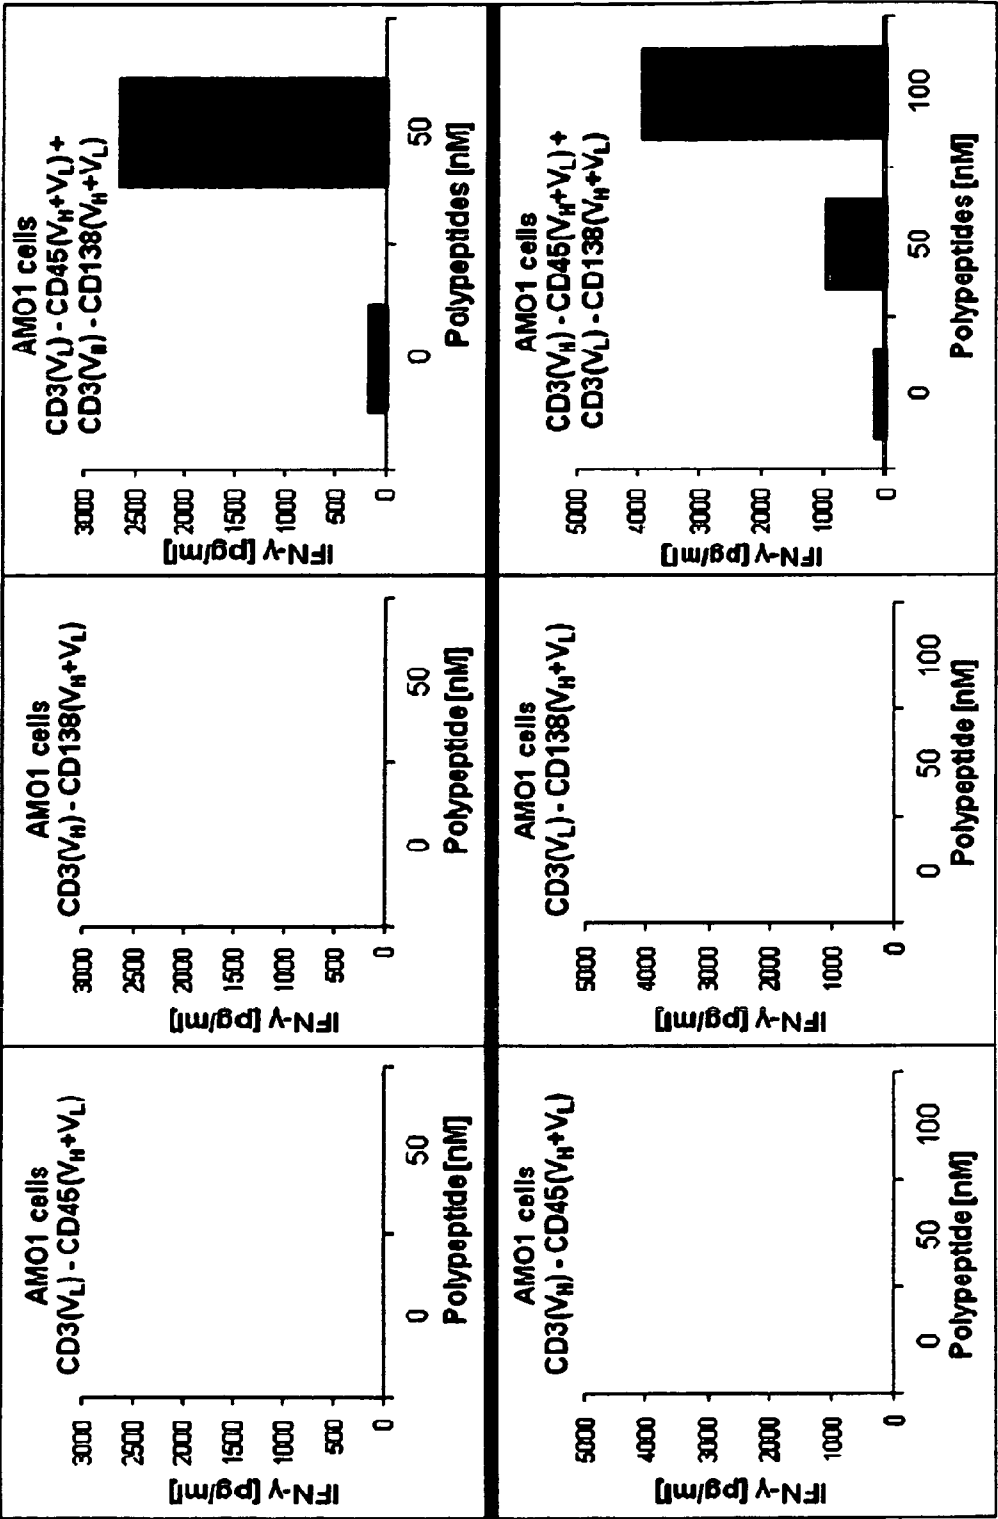 AMO1 cells
CD3(VL) - CD45(VH+VL)
IFN-γ [pg/ml]
3000
2500
2000
1500
1000
500
0
0
50
Polypeptide [nM]
AMO1 cells
CD3(VH) - CD138(VH+VL)
IFN-γ [pg/ml]
3000
2500
2000
1500
1000
500
0
0
50
Polypeptide [nM]
AMO1 cells
CD3(VL) - CD45(VH+VL) +
CD3(VH) - CD138(VH+VL)
IFN-γ [pg/ml]
3000
2500
2000
1500
1000
500
0
0
50
Polypeptides [nM]
AMO1 cells
CD3(VH) - CD45(VH+VL)
IFN-γ [pg/ml]
5000
4000
3000
2000
1000
0
0
50
100
Polypeptide [nM]
AMO1 cells
CD3(VL) - CD138(VH+VL)
IFN-γ [pg/ml]
5000
4000
3000
2000
1000
0
0
50
100
Polypeptide [nM]
AMO1 cells
CD3(VH) - CD45(VH+VL) +
CD3(VL) - CD138(VH+VL)
IFN-γ [pg/ml]
5000
4000
3000
2000
1000
0
0
50
100
Polypeptides [nM]